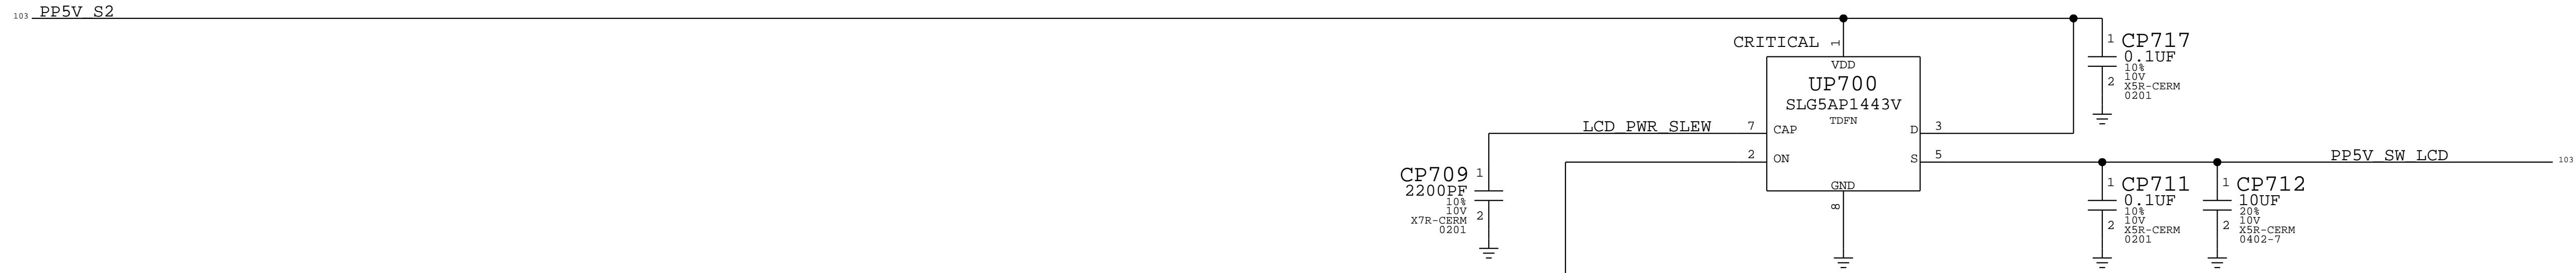 103 PP5V_S2
CRITICAL
1
VDD
UP700
SLG5AP1443V
TDFN
LCD_PWR_SLEW
7
CAP
D
3
2
ON
S
5
PP5V_SW_LCD
103
GND
8
1
CP717
0.1UF
10%
10V
2
X5R-CERM
0201
CP709
1
2200PF
10%
10V
X7R-CERM
2
0201
1
CP711
0.1UF
10%
10V
2
X5R-CERM
0201
1
CP712
10UF
20%
10V
2
X5R-CERM
0402-7